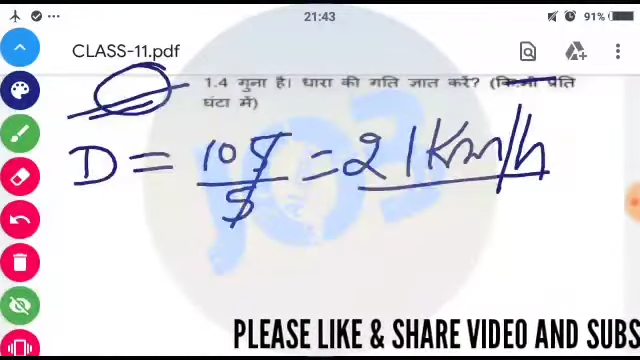 21:43
91%
CLASS-11.pdf
1.4 गुना है। धारा की गति ज्ञात करें? (किमी प्रति
घंटा में)
D = 105/5 = 21 Km/h
103
PLEASE LIKE & SHARE VIDEO AND SUBS